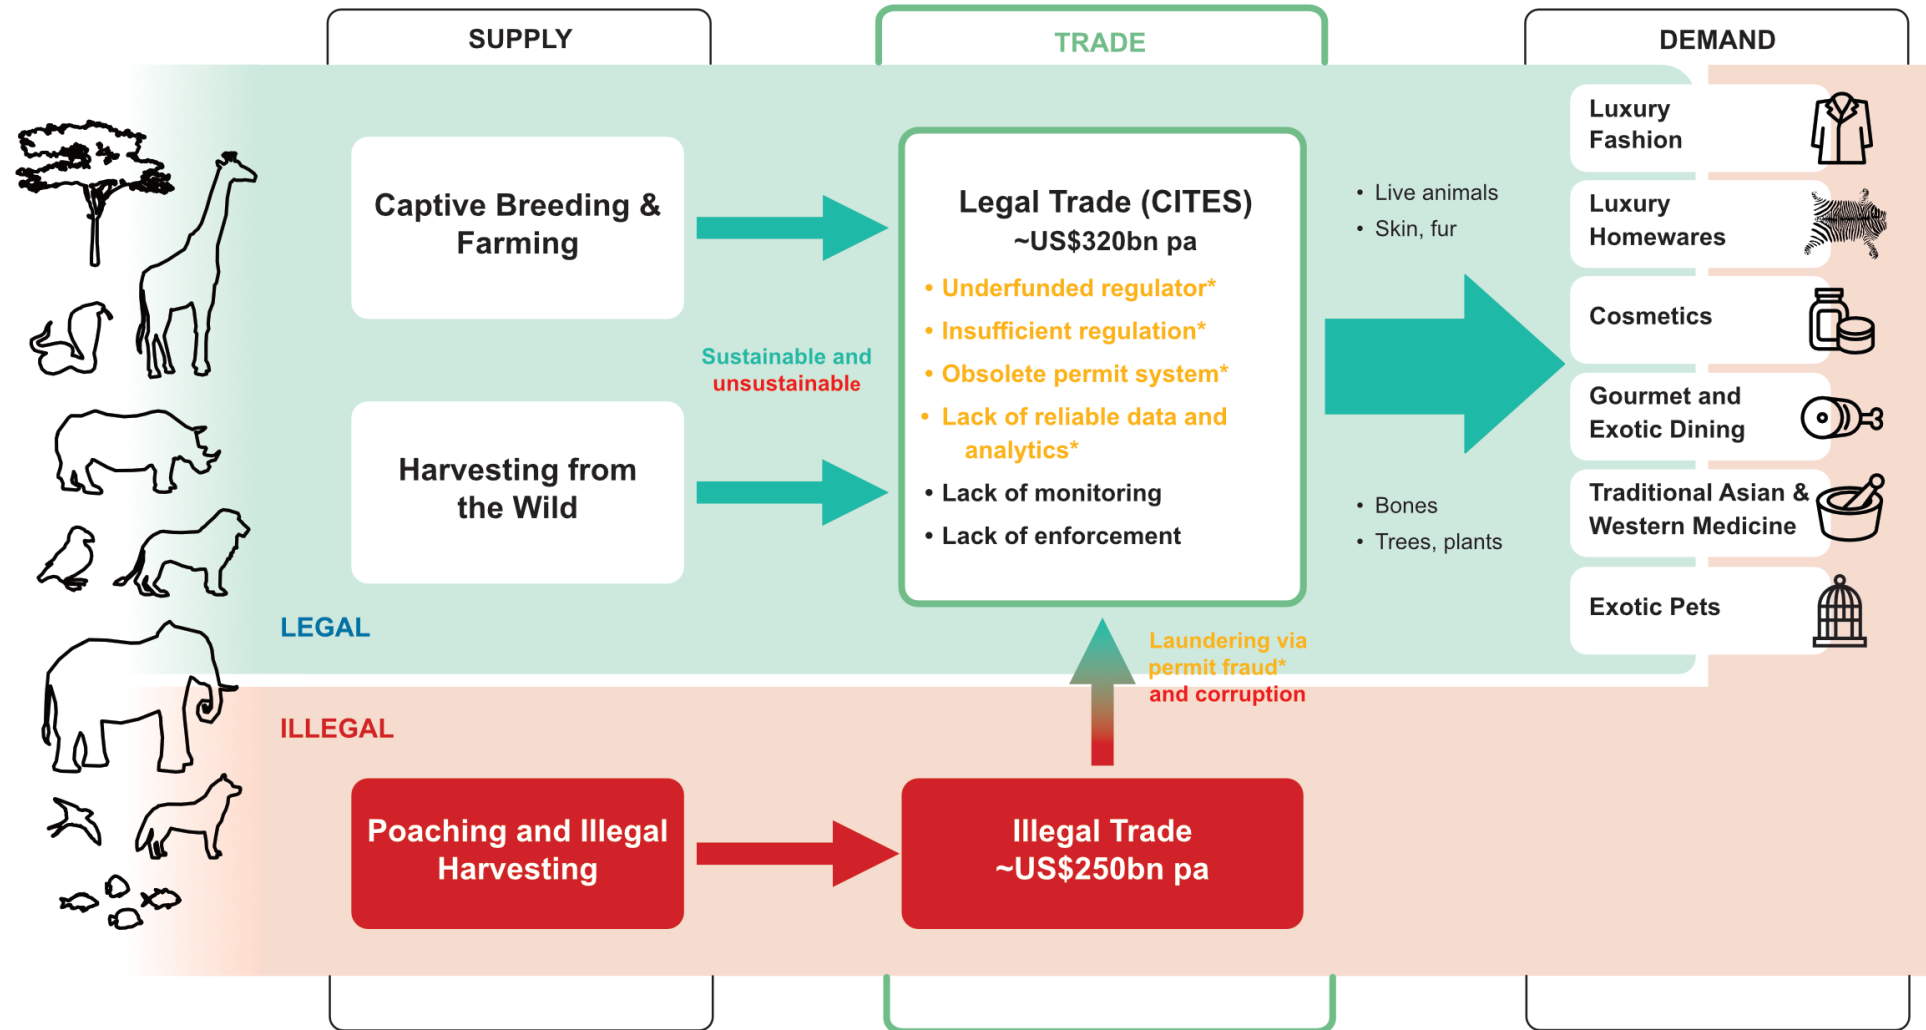 SUPPLY
TRADE
DEMAND
Captive Breeding &
Farming
Sustainable and
unsustainable
Harvesting from
the Wild
LEGAL
Legal Trade (CITES)
~US$320bn pa
• Underfunded regulator*
• Insufficient regulation*
• Obsolete permit system*
• Lack of reliable data and
analytics*
• Lack of monitoring
• Lack of enforcement
• Live animals
• Skin, fur
• Bones
• Trees, plants
Luxury
Fashion
Luxury
Homewares
Cosmetics
Gourmet and
Exotic Dining
Traditional Asian &
Western Medicine
Exotic Pets
Laundering via
permit fraud*
and corruption
ILLEGAL
Poaching and Illegal
Harvesting
Illegal Trade
~US$250bn pa